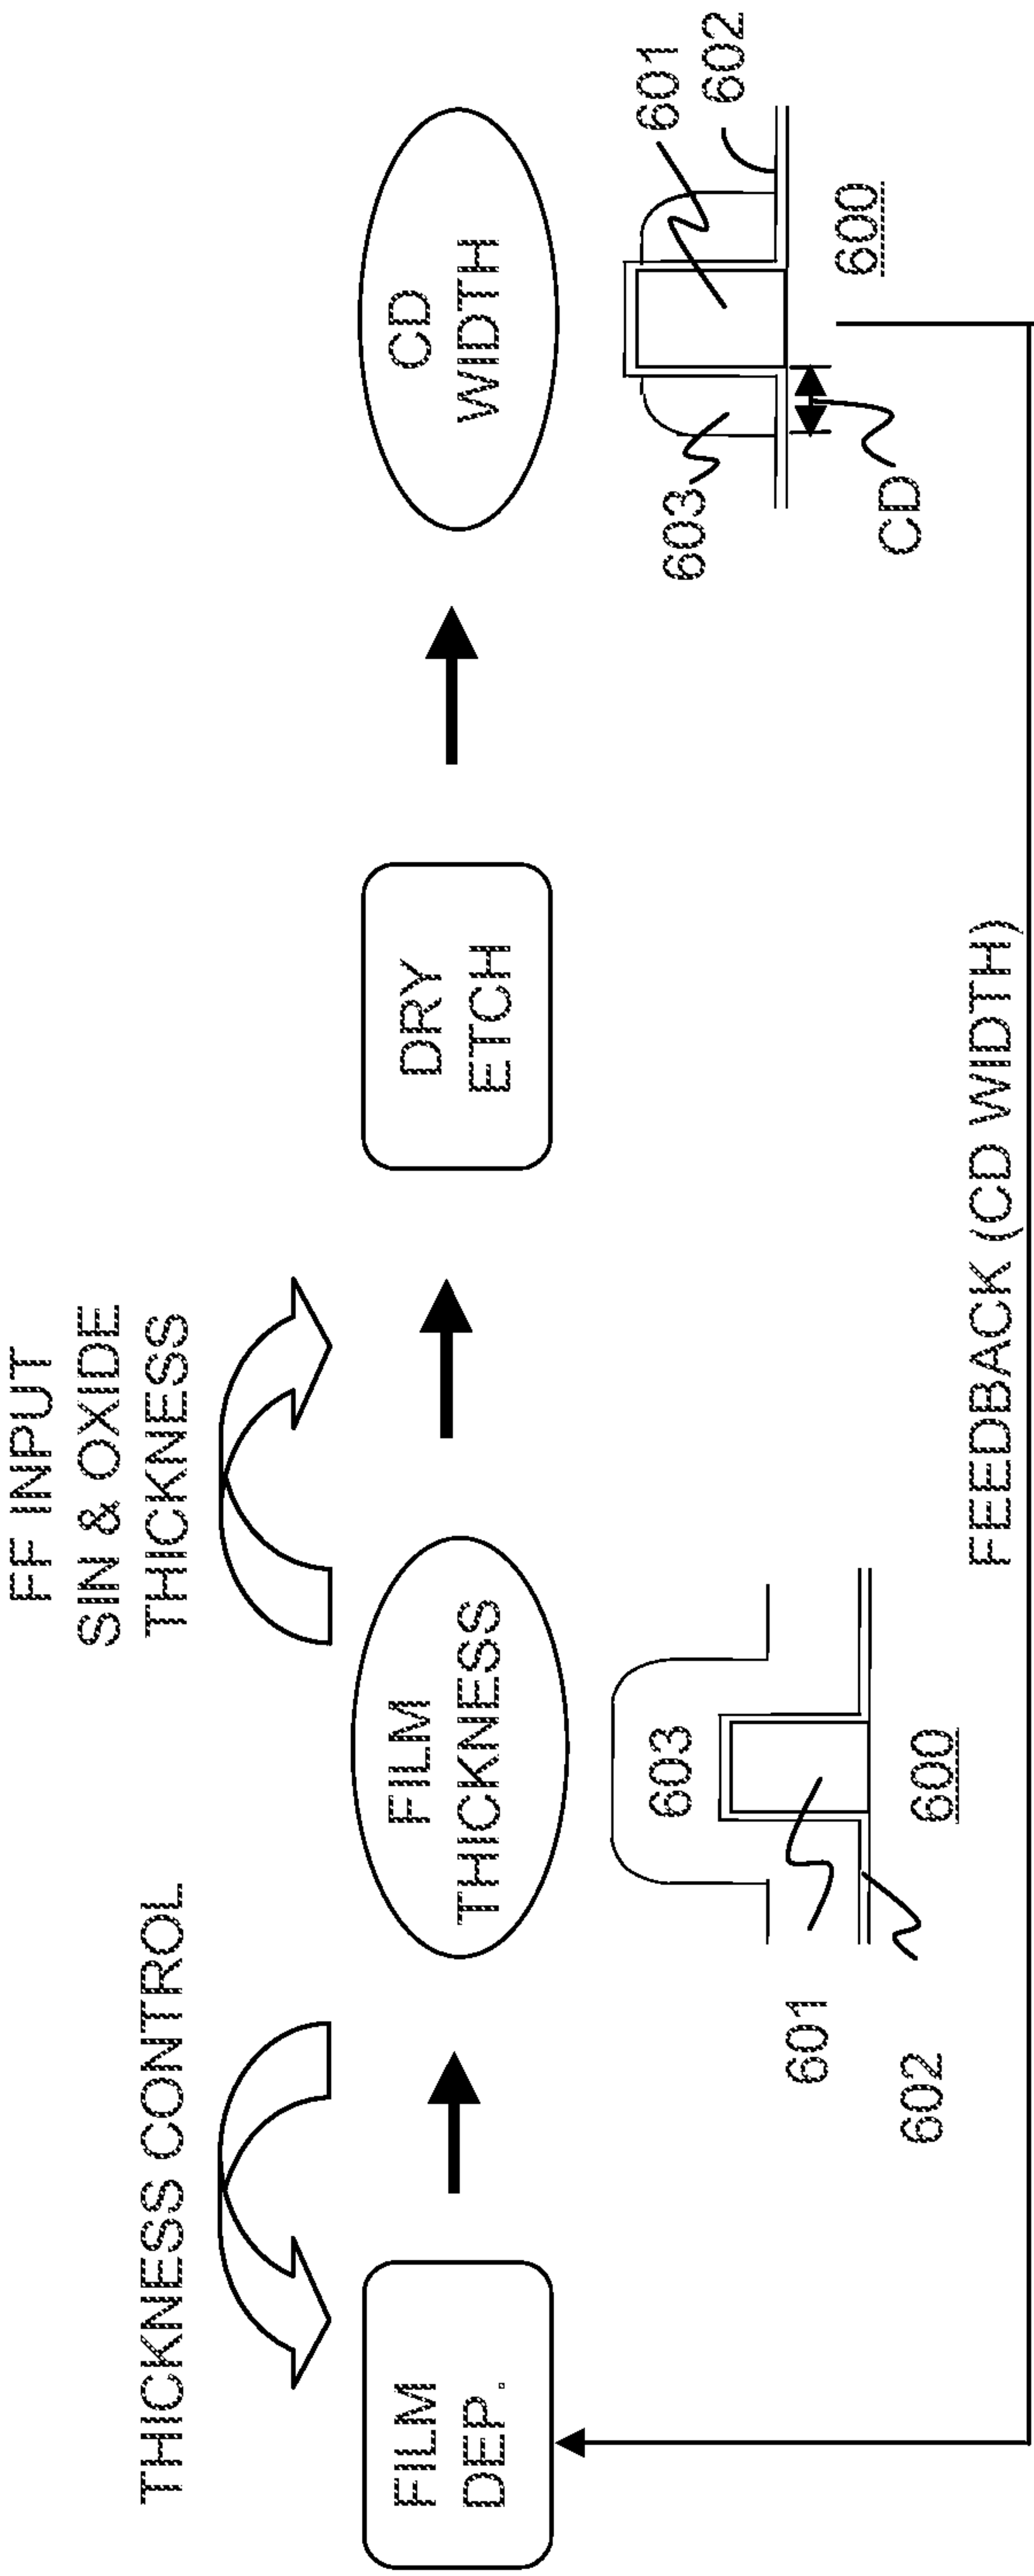 THICKNESS CONTROL
FF INPUT
SIN & OXIDE
THICKNESS
FILM
DEP.
FILM
THICKNESS
DRY
ETCH
CD
WIDTH
603
601
602
600
601
602
603
CD
600
FEEDBACK (CD WIDTH)